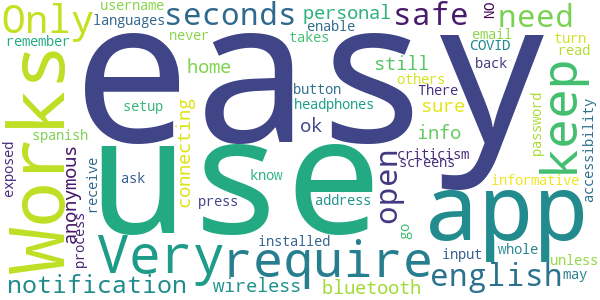 username
languages
seconds
personal
safe
NO
need
Only
remember
never
enable
takes
email
COVID
turn
back
read
easy
Works
home
still
others
There
keep
setup
button
headphones
sure
connecting
ok
info
password
accessibility
spanish
use
app
exposed
anonymous
receive
ask
know
open
criticism
screens
informative
process
press
address
go
Very
require
installed
input
whole
unless
english
may
notification
wireless
bluetooth